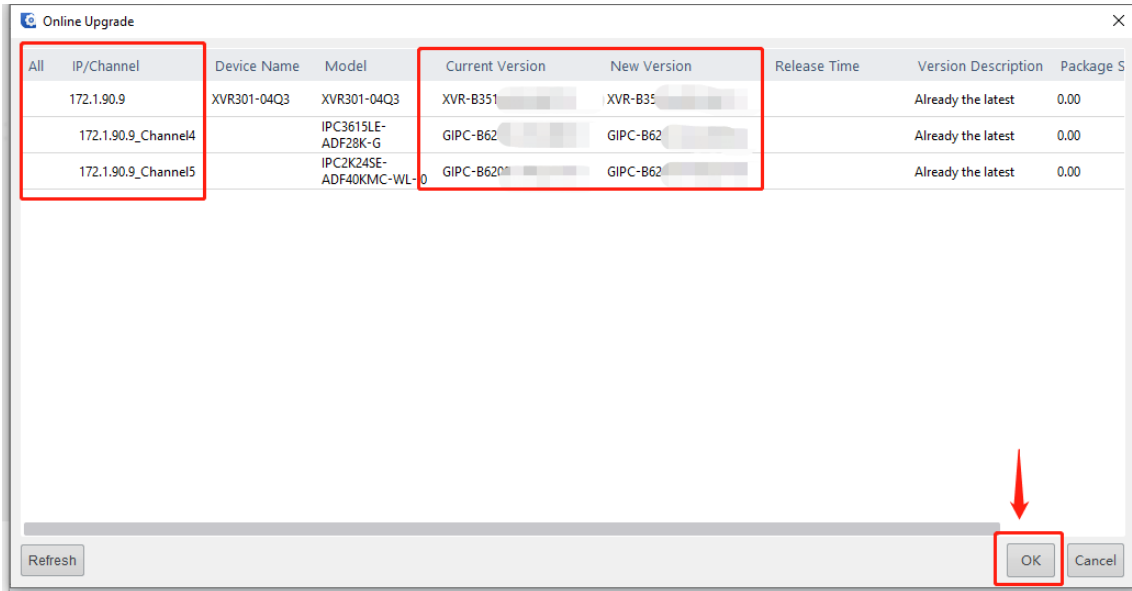 Online Upgrade
All IP/Channel Device Name Model Current Version New Version Release Time Version Description Package S
172.1.90.9 XVR301-04Q3 XVR301-04Q3 XVR-B351 XVR-B35 Already the latest 0.00
172.1.90.9_Channel4 IPC3615LE-
ADF28K-G GIPC-B62 GIPC-B62 Already the latest 0.00
172.1.90.9_Channel5 IPC2K24SE-
ADF40KMC-WL-I0 GIPC-B620 GIPC-B62 Already the latest 0.00
Refresh OK Cancel